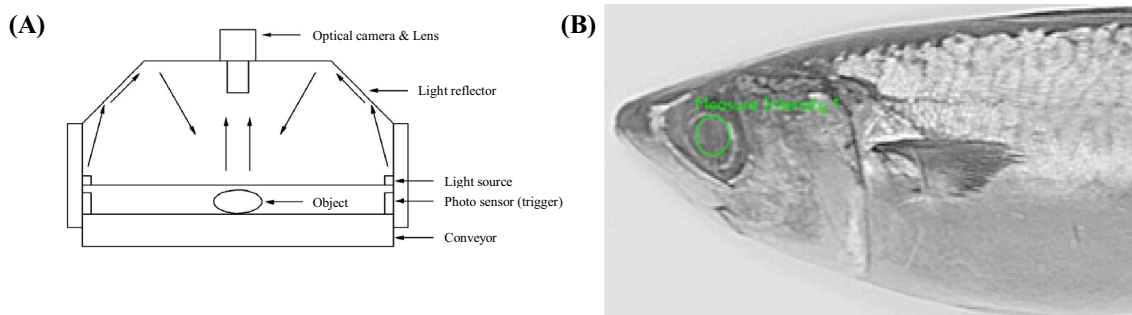 (A)
Optical camera & Lens
Light reflector
Light source
Object
Photo sensor (trigger)
Conveyor
(B)
Measure Intensity 1